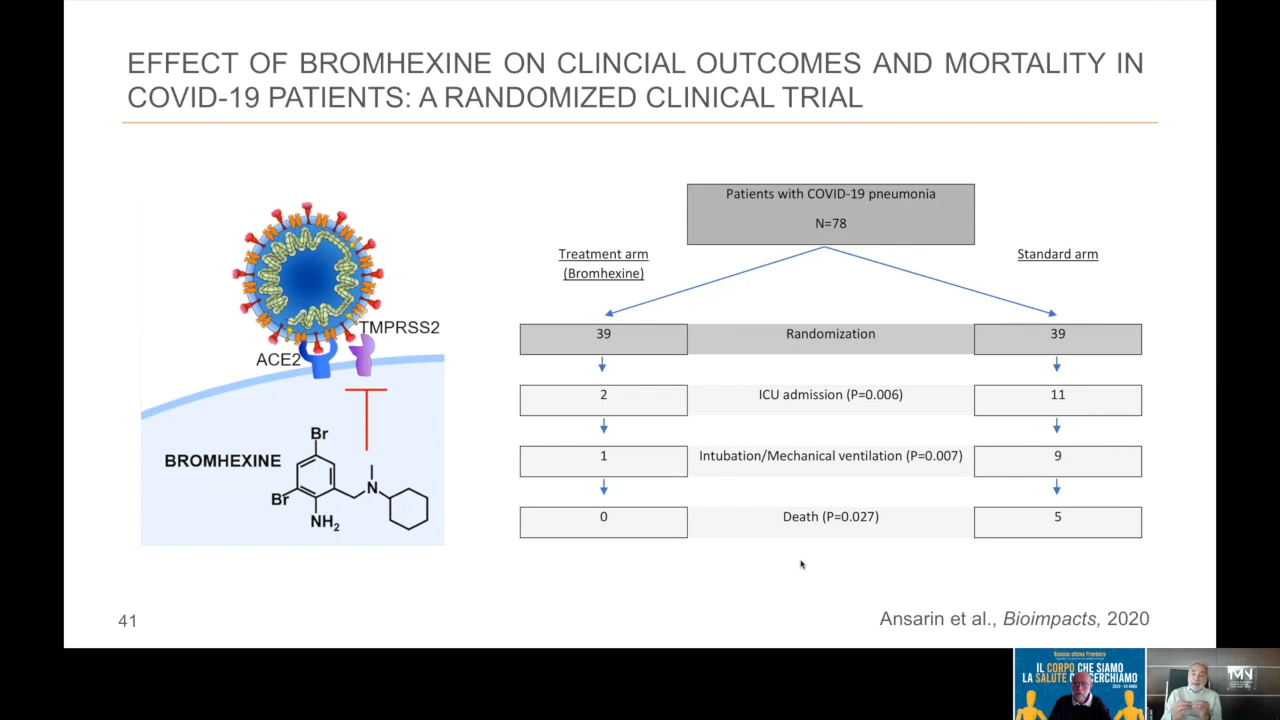 EFFECT OF BROMHEXINE ON CLINCIAL OUTCOMES AND MORTALITY IN
COVID-19 PATIENTS: A RANDOMIZED CLINICAL TRIAL
TMPRSS2
ACE2
BROMHEXINE
Br
Br
N
NH2
Patients with COVID-19 pneumonia
N=78
Treatment arm
(Bromhexine)
Standard arm
39 Randomization 39
2 ICU admission (P=0.006) 11
1 Intubation/Mechanical ventilation (P=0.007) 9
0 Death (P=0.027) 5
41
Ansarin et al., Bioimpacts, 2020
Scienza ultima frontiera
IL CORPO CHE SIAMO
LA SALUTE